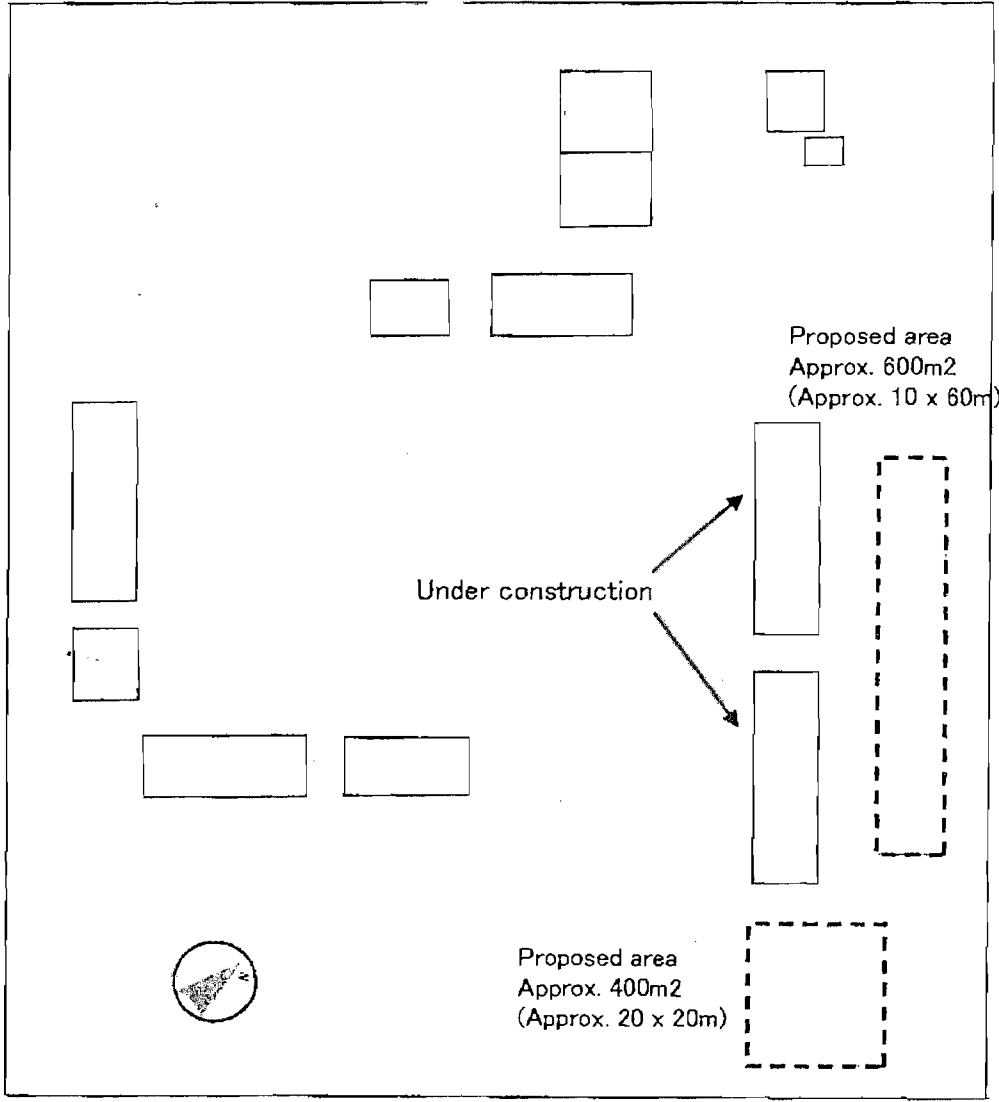 Proposed area
Approx. 600m2
(Approx. 10 x 60m)
Under construction
Proposed area
Approx. 400m2
(Approx. 20 x 20m)
N